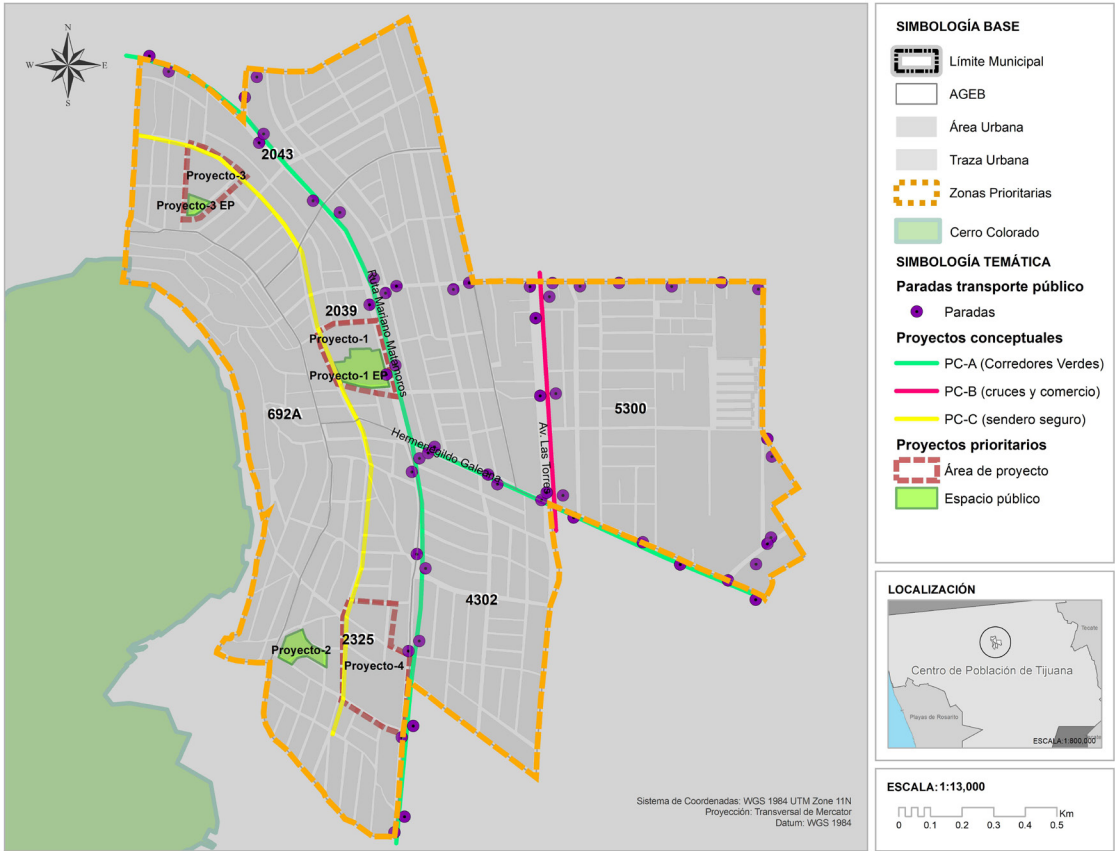 N
W
E
S
2043
Proyecto-3
Proyecto-3 EP
2039
Proyecto-1
Proyecto-1 EP
Ruta Mariano Matamoros
692A
Hermenegildo Galeana
Av. Las Torres
5300
4302
2325
Proyecto-2
Proyecto-4
Sistema de Coordenadas: WGS 1984 UTM Zone 11N
Proyección: Transversal de Mercator
Datum: WGS 1984
SIMBOLOGÍA BASE
Límite Municipal
AGEB
Área Urbana
Traza Urbana
Zonas Prioritarias
Cerro Colorado
SIMBOLOGÍA TEMÁTICA
Paradas transporte público
Paradas
Proyectos conceptuales
PC-A (Corredores Verdes)
PC-B (cruces y comercio)
PC-C (sendero seguro)
Proyectos prioritarios
Área de proyecto
Espacio público
LOCALIZACIÓN
Tecate
Centro de Población de Tijuana
Playas de Rosarito
ESCALA:1:800,000
ESCALA: 1:13,000
Km
0 0.1 0.2 0.3 0.4 0.5